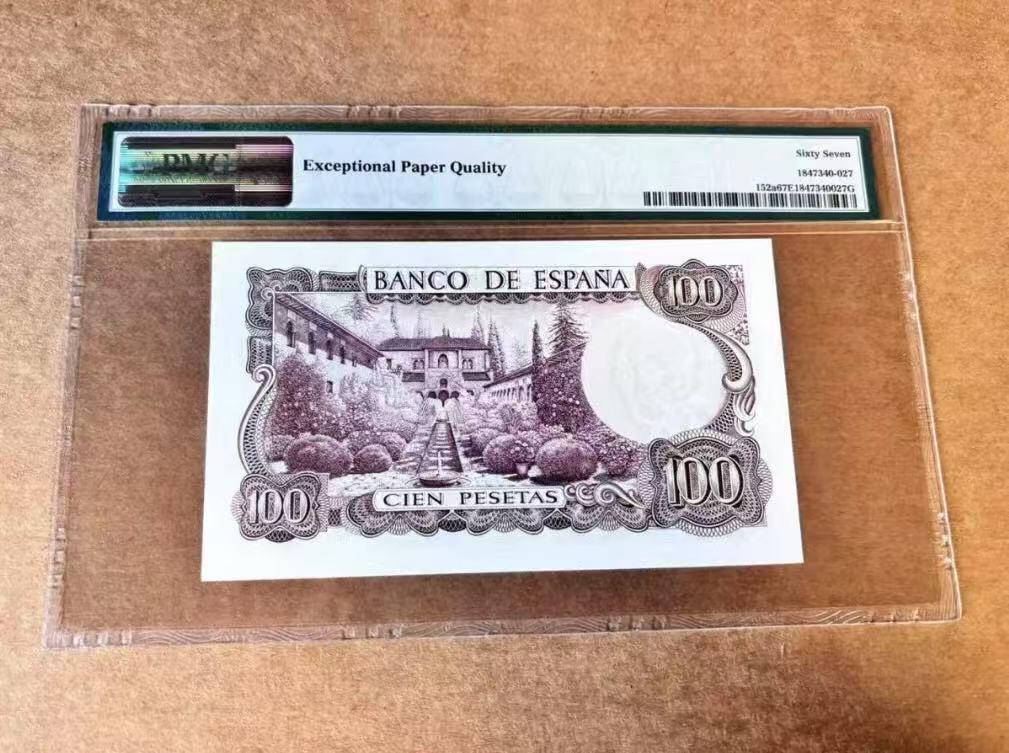 PMG
Exceptional Paper Quality
Sixty Seven
1847340-027
152a67E1847340027G
BANCO DE ESPAÑA
100
CIEN PESETAS
100
100